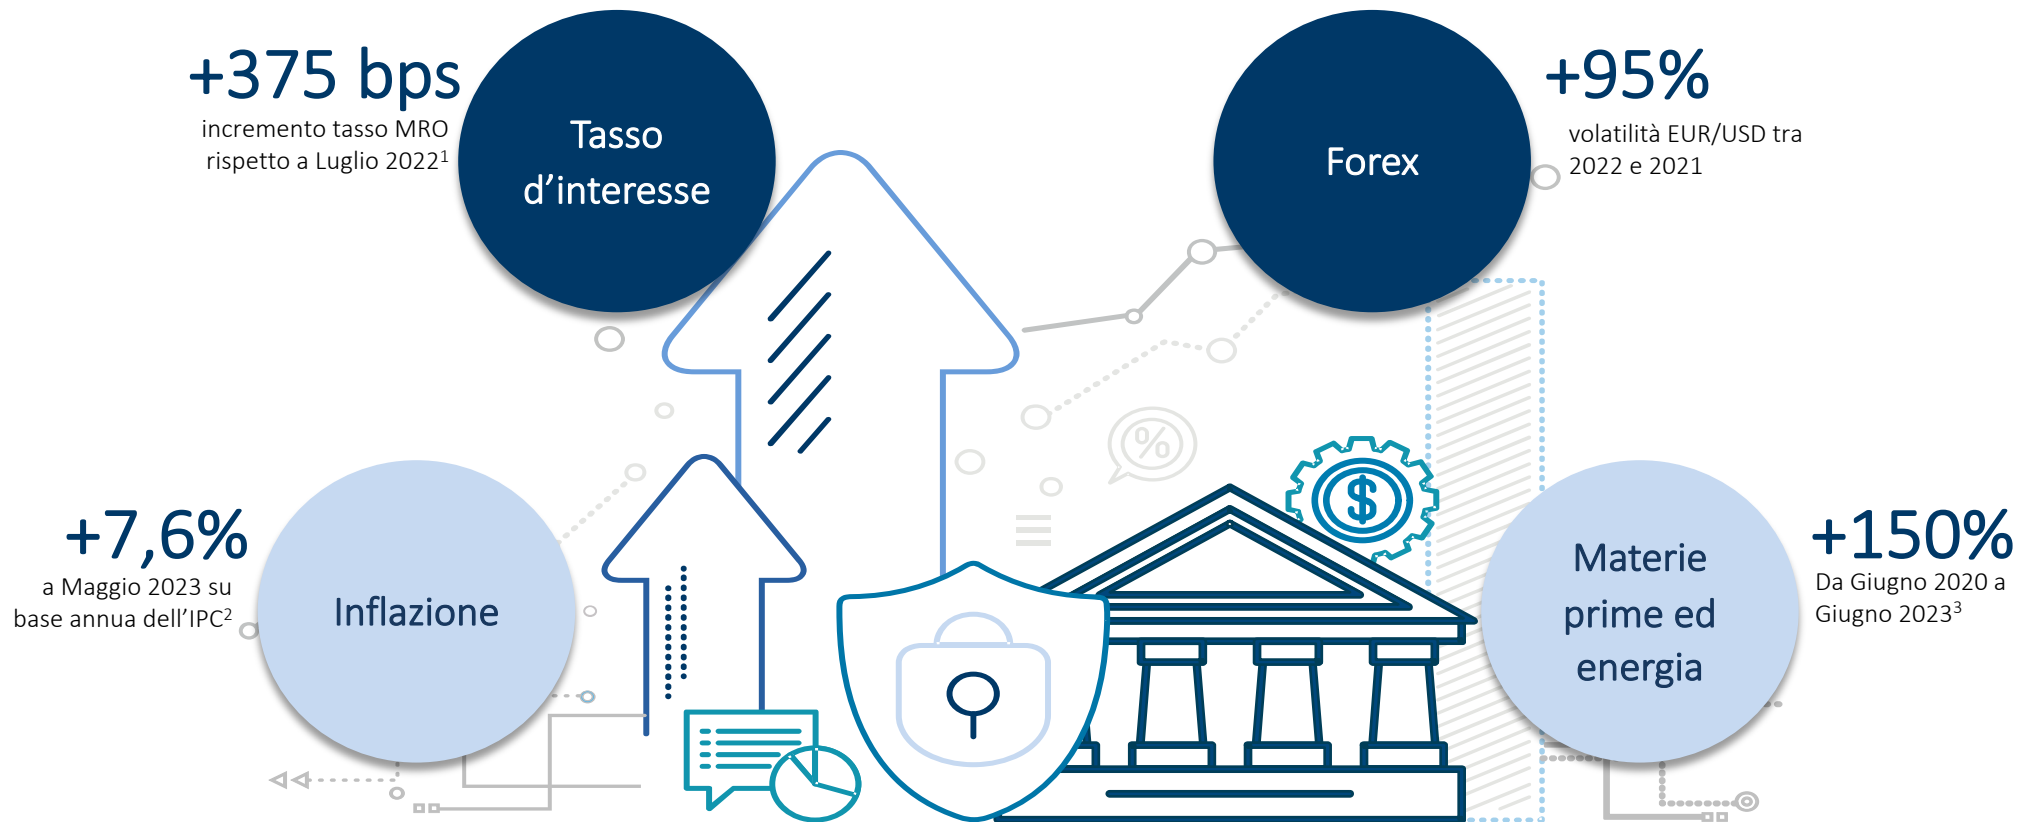 +375 bps
incremento tasso MRO
rispetto a Luglio 2022¹
Tasso
d’interesse
Forex
+95%
volatilità EUR/USD tra
2022 e 2021
%
$
+7,6%
a Maggio 2023 su
base annua dell’IPC²
Inflazione
Materie
prime ed
energia
+150%
Da Giugno 2020 a
Giugno 2023³